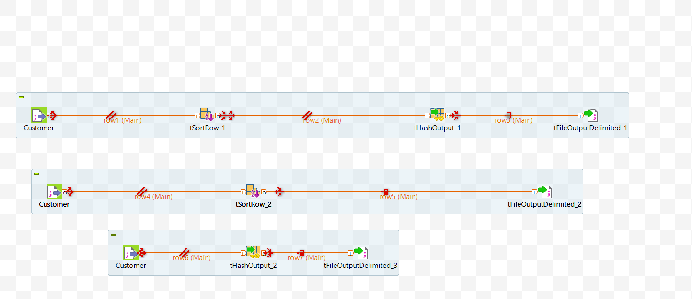 row1 (Main)
row2 (Main)
row3 (Main)
Customer
tSortRow_1
tHashOutput_1
tFileOutputDelimited_1
row4 (Main)
row5 (Main)
Customer
tSortRow_2
tFileOutputDelimited_2
row6 (Main)
row7 (Main)
Customer
tHashOutput_2
tFileOutputDelimited_3